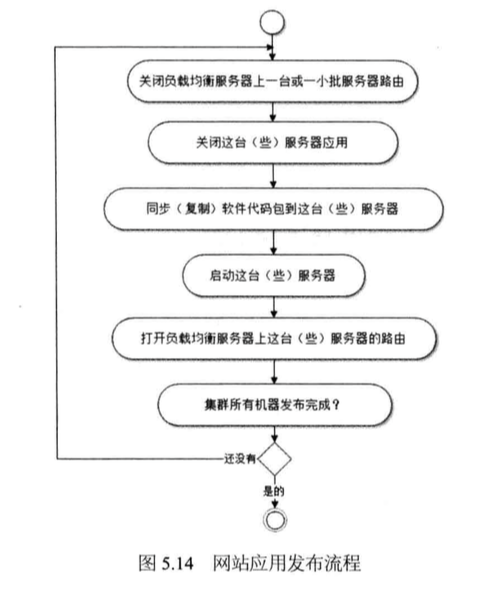 关闭负载均衡服务器上一台或一小批服务器路由
关闭这台（些）服务器应用
同步（复制）软件代码包到这台（些）服务器
启动这台（些）服务器
打开负载均衡服务器上这台（些）服务器的路由
集群所有机器发布完成？
还没有
是的
图 5.14 网站应用发布流程